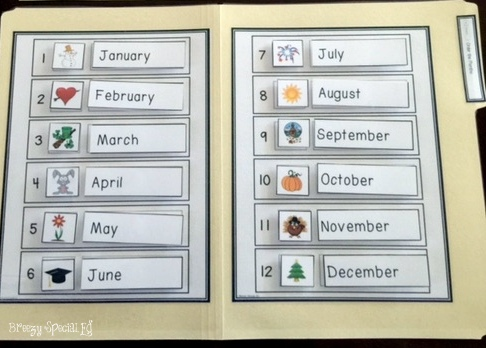 1 January
2 February
3 March
4 April
5 May
6 June
7 July
8 August
9 September
10 October
11 November
12 December
Breezy Special Ed